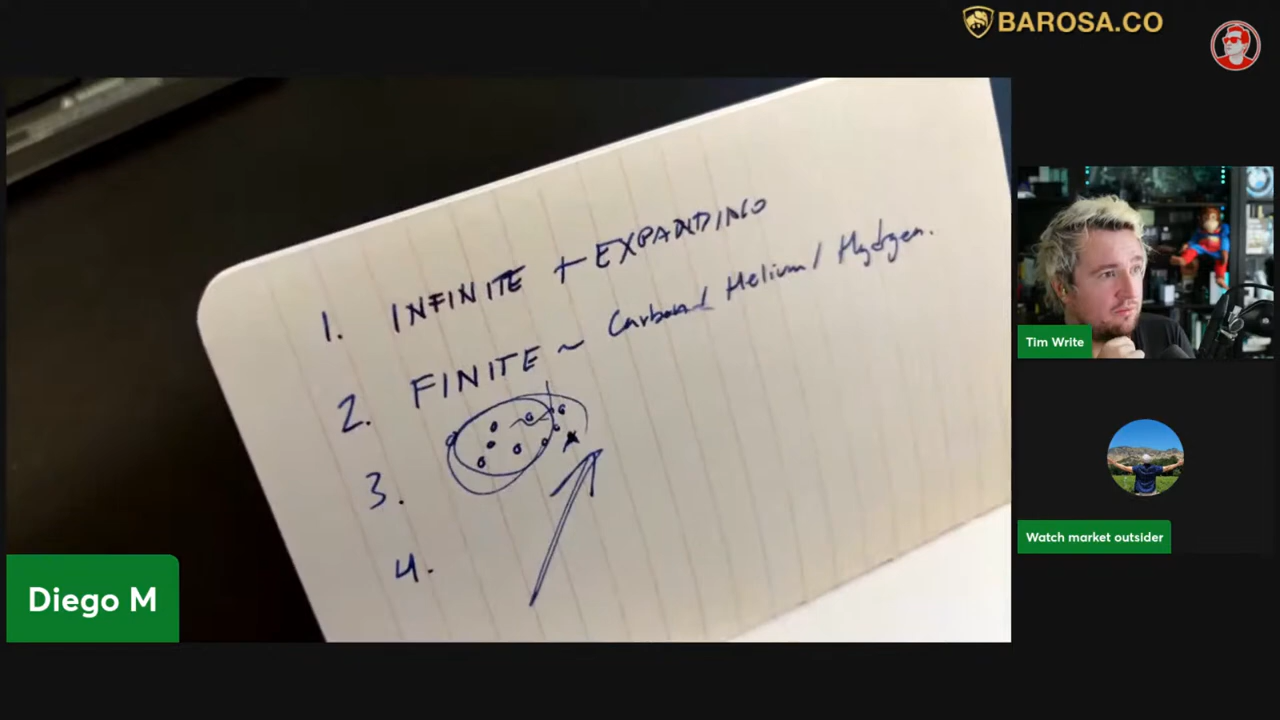 BAROSA.CO
1. INFINITE + EXPANDING
2. FINITE ~ Carbon/ Helium/ Hydrogen.
3.
4.
Tim Write
Watch market outsider
Diego M